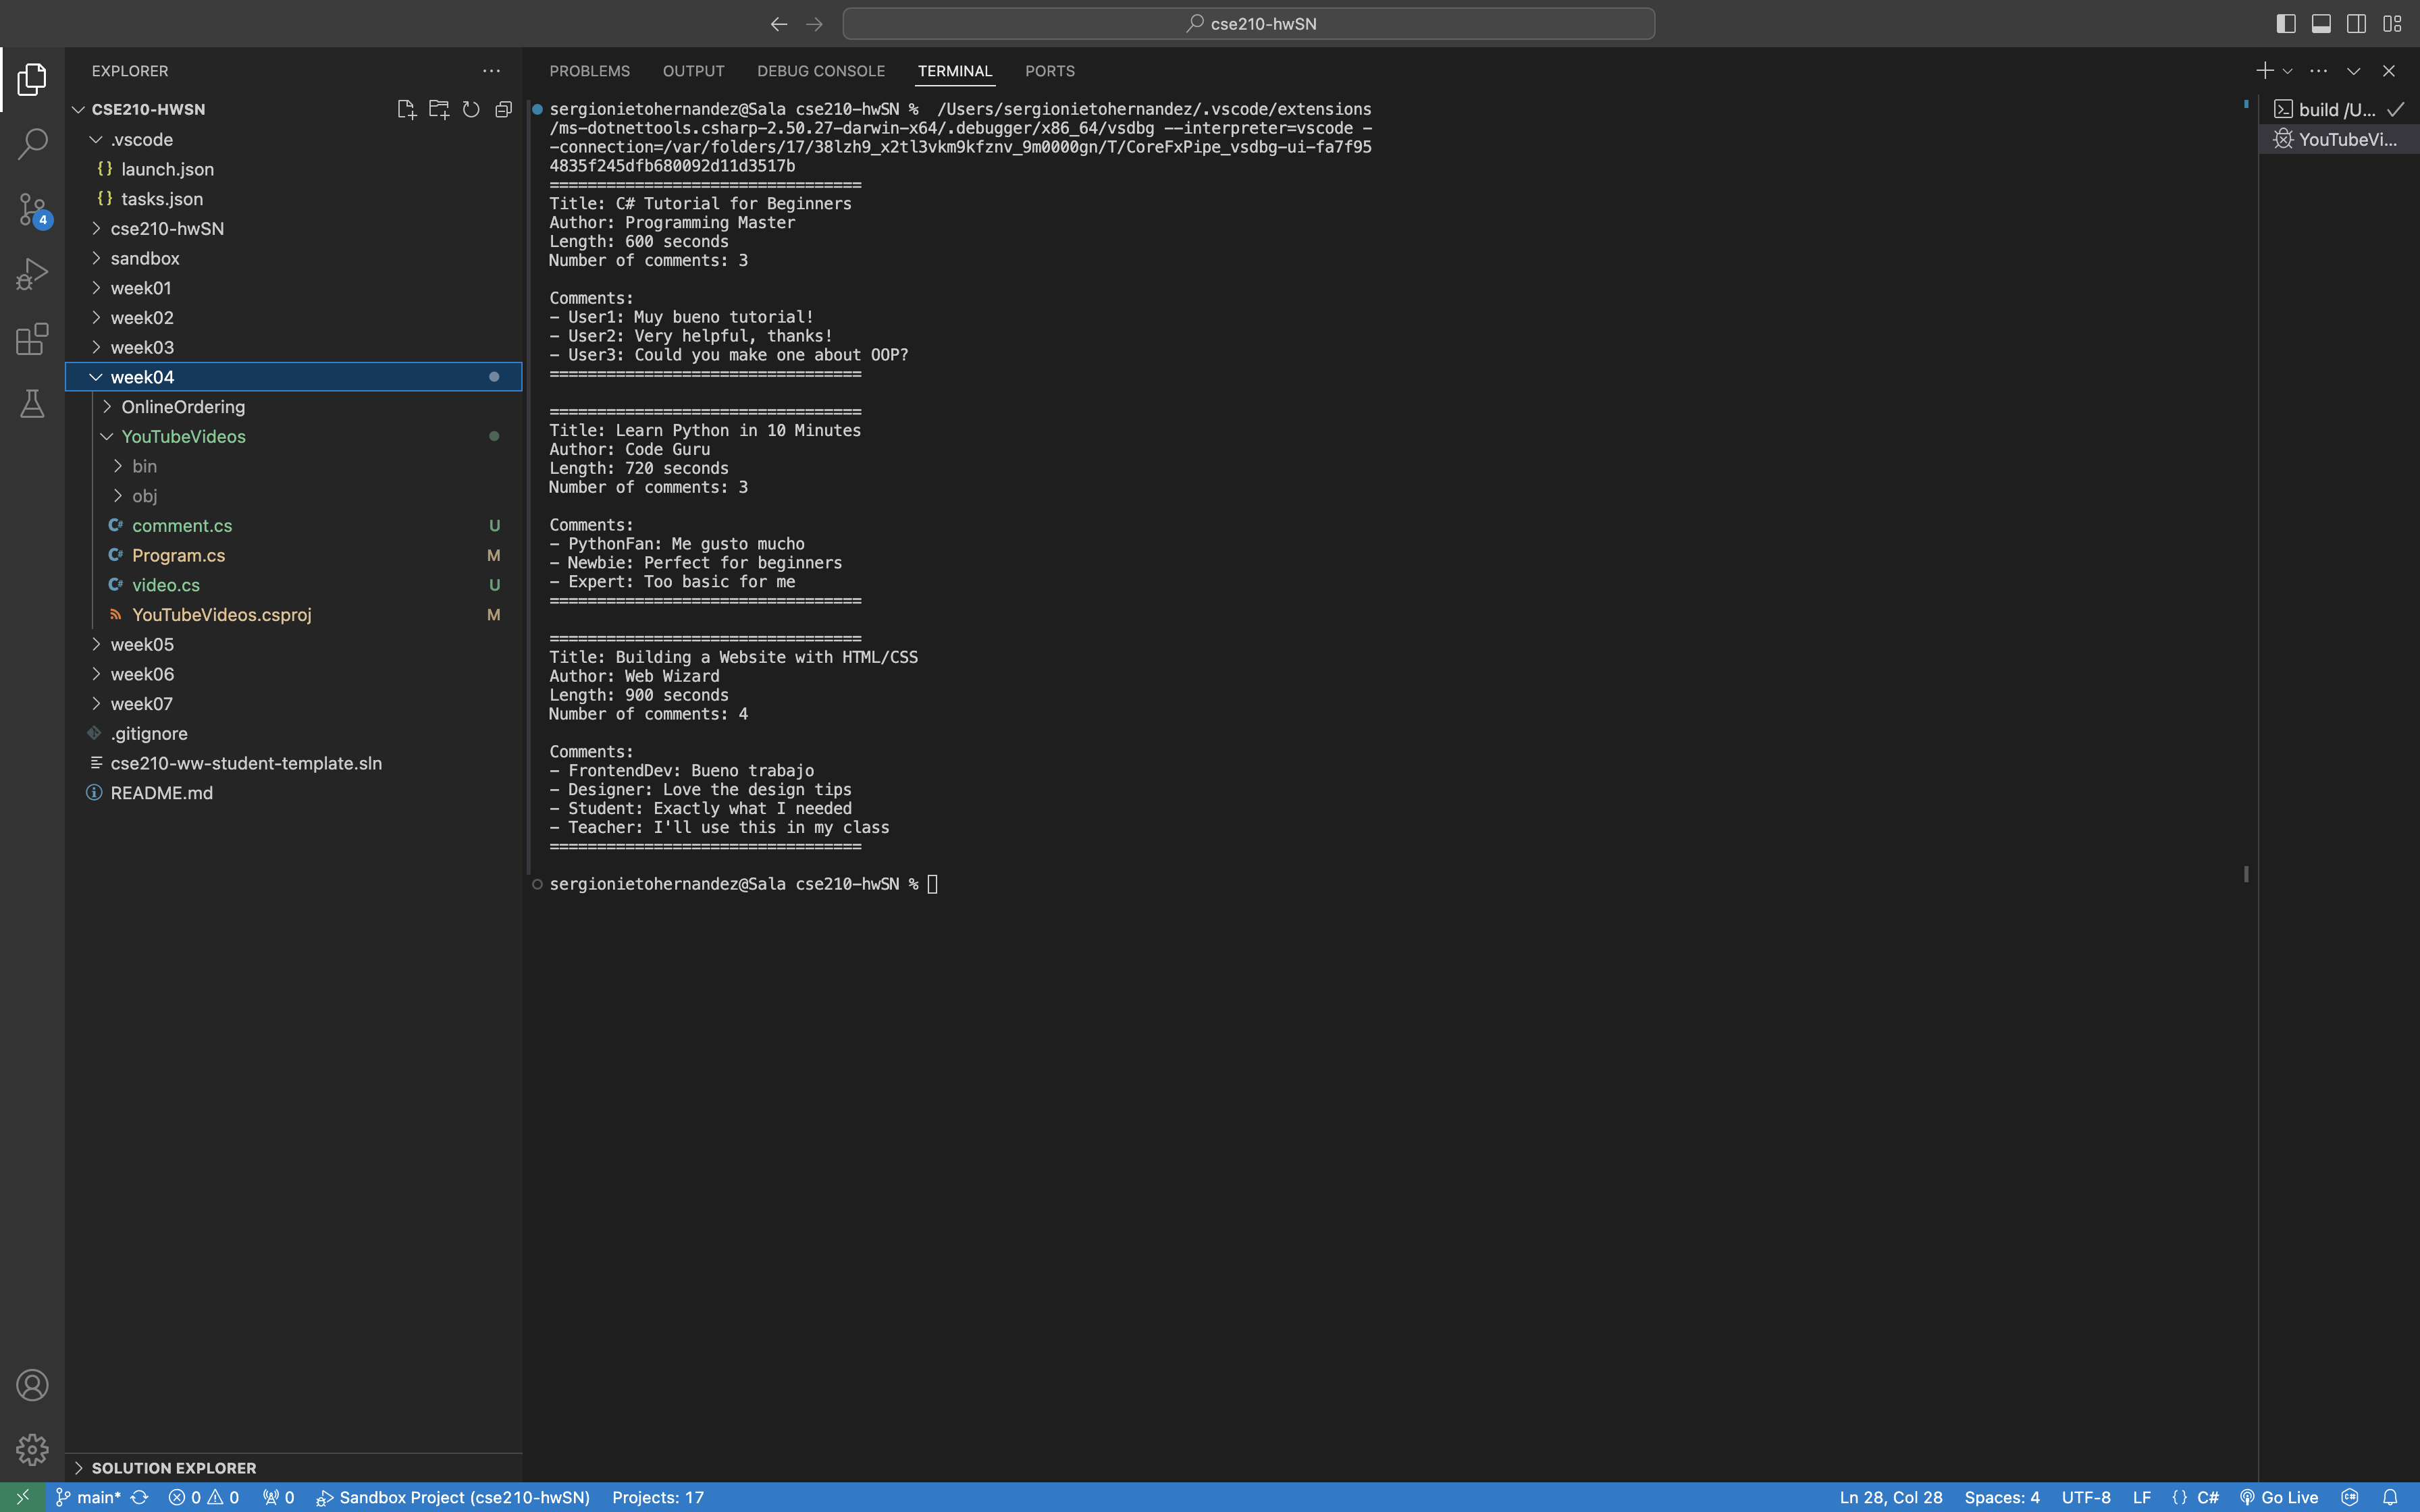 cse210-hwSN
EXPLORER
CSE210-HWSN
.vscode
{} launch.json
{} tasks.json
cse210-hwSN
sandbox
week01
week02
week03
week04
OnlineOrdering
YouTubeVideos
bin
obj
C# comment.cs U
C# Program.cs M
C# video.cs U
YouTubeVideos.csproj M
week05
week06
week07
.gitignore
cse210-ww-student-template.sln
README.md
SOLUTION EXPLORER
4
PROBLEMS OUTPUT DEBUG CONSOLE TERMINAL PORTS
sergionietohernandez@Sala cse210-hwSN %  /Users/sergionietohernandez/.vscode/extensions
/ms-dotnettools.csharp-2.50.27-darwin-x64/.debugger/x86_64/vsdbg --interpreter=vscode -
-connection=/var/folders/17/38lzh9_x2tl3vkm9kfznv_9m0000gn/T/CoreFxPipe_vsdbg-ui-fa7f95
4835f245dfb680092d11d3517b
=================================
Title: C# Tutorial for Beginners
Author: Programming Master
Length: 600 seconds
Number of comments: 3
Comments:
- User1: Muy bueno tutorial!
- User2: Very helpful, thanks!
- User3: Could you make one about OOP?
=================================
=================================
Title: Learn Python in 10 Minutes
Author: Code Guru
Length: 720 seconds
Number of comments: 3
Comments:
- PythonFan: Me gusto mucho
- Newbie: Perfect for beginners
- Expert: Too basic for me
=================================
=================================
Title: Building a Website with HTML/CSS
Author: Web Wizard
Length: 900 seconds
Number of comments: 4
Comments:
- FrontendDev: Bueno trabajo
- Designer: Love the design tips
- Student: Exactly what I needed
- Teacher: I'll use this in my class
=================================
sergionietohernandez@Sala cse210-hwSN %
build /U...
YouTubeVi...
main* 0 0 0 Sandbox Project (cse210-hwSN) Projects: 17 Ln 28, Col 28 Spaces: 4 UTF-8 LF {} C# Go Live